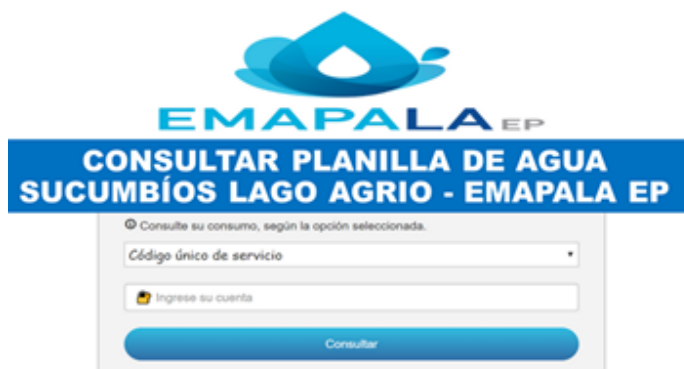 EMAPALA EP
CONSULTAR PLANILLA DE AGUA
SUCUMBÍOS LAGO AGRIO - EMAPALA EP
Consulte su consumo, según la opción seleccionada.
Código único de servicio
Ingrese su cuenta
Consultar